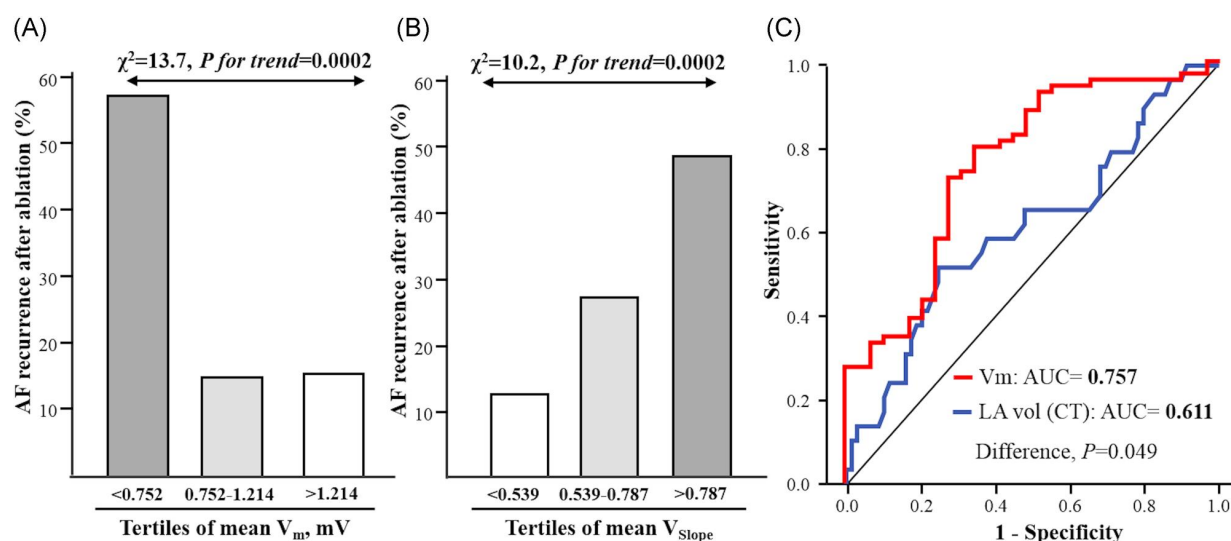 (A)
χ²=13.7, P for trend=0.0002
AF recurrence after ablation (%)
60
50
40
30
20
10
<0.752
0.752-1.214
>1.214
Tertiles of mean Vm, mV
(B)
χ²=10.2, P for trend=0.0002
AF recurrence after ablation (%)
60
50
40
30
20
10
<0.539
0.539-0.787
>0.787
Tertiles of mean VSlope
(C)
Sensitivity
1.0
0.8
0.6
0.4
0.2
0.0
Vm: AUC= 0.757
LA vol (CT): AUC= 0.611
Difference, P=0.049
0.0
0.2
0.4
0.6
0.8
1.0
1 - Specificity